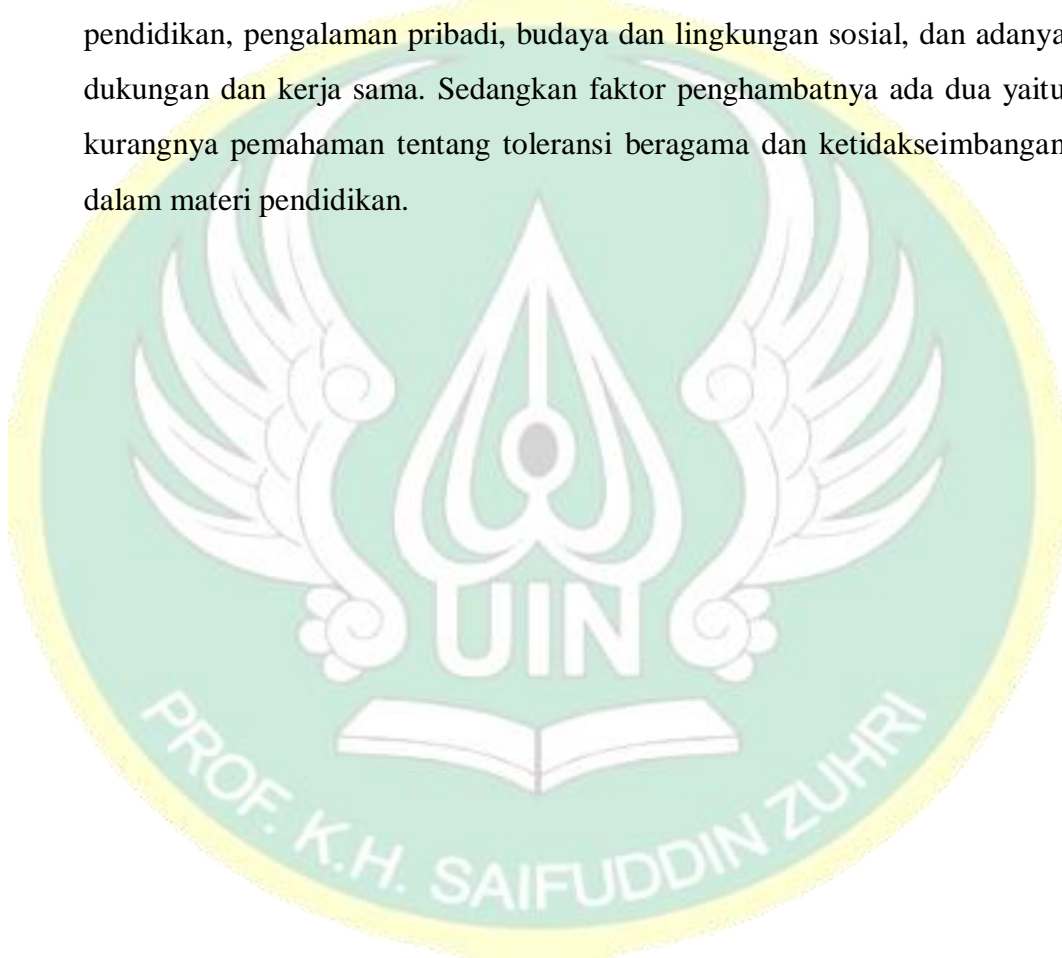 pendidikan, pengalaman pribadi, budaya dan lingkungan sosial, dan adanya
dukungan dan kerja sama. Sedangkan faktor penghambatnya ada dua yaitu
kurangnya pemahaman tentang toleransi beragama dan ketidakseimbangan
dalam materi pendidikan.
UIN
PROF. K.H. SAIFUDDIN ZUHRI